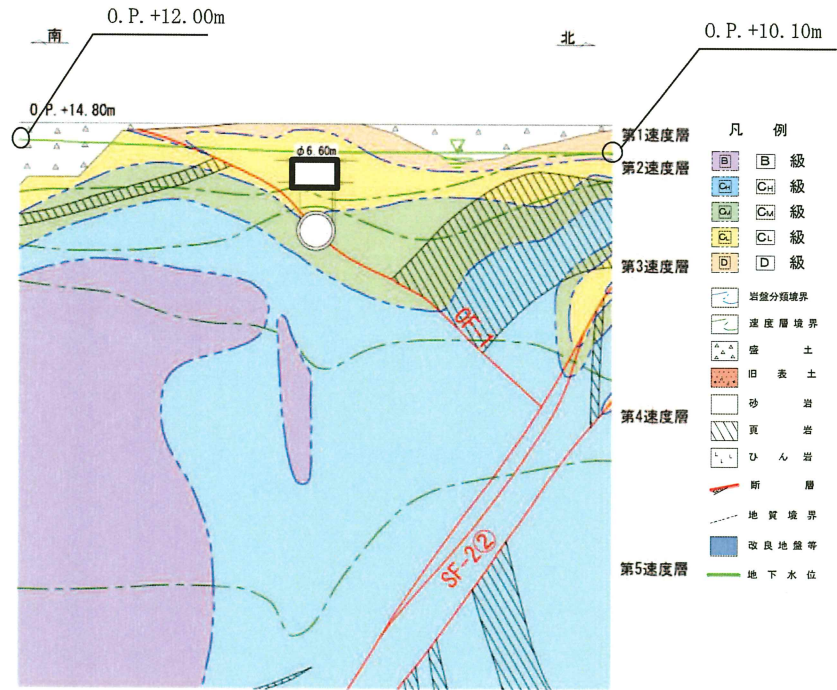 O.P.+12.00m
O.P.+10.10m
南
北
O.P.+14.80m
φ6.60m
第1速度層
第2速度層
第3速度層
第4速度層
第5速度層
GF-1
SF-2②
凡 例
B B 級
CH CH 級
CM CM 級
CL CL 級
D D 級
岩盤分類境界
速度層境界
盛 土
旧 表 土
砂 岩
頁 岩
ひ ん 岩
断 層
地 質 境 界
改 良 地 盤 等
地 下 水 位